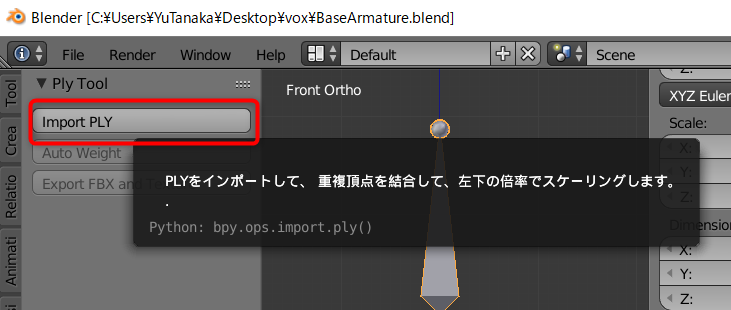 Blender [C:¥Users¥YuTanaka¥Desktop¥vox¥BaseArmature.blend]
File Render Window Help Default Scene
Tool
Crea
Relatio
Animati
Ply Tool
Import PLY
Auto Weight
Export FBX and
Front Ortho
PLYをインポートして、 重複頂点を結合して、左下の倍率でスケーリングします。
.
Python: bpy.ops.import.ply()
Z:
XYZ Euler
Scale:
X:
Y:
Z:
Dimension
X:
Y:
Z: